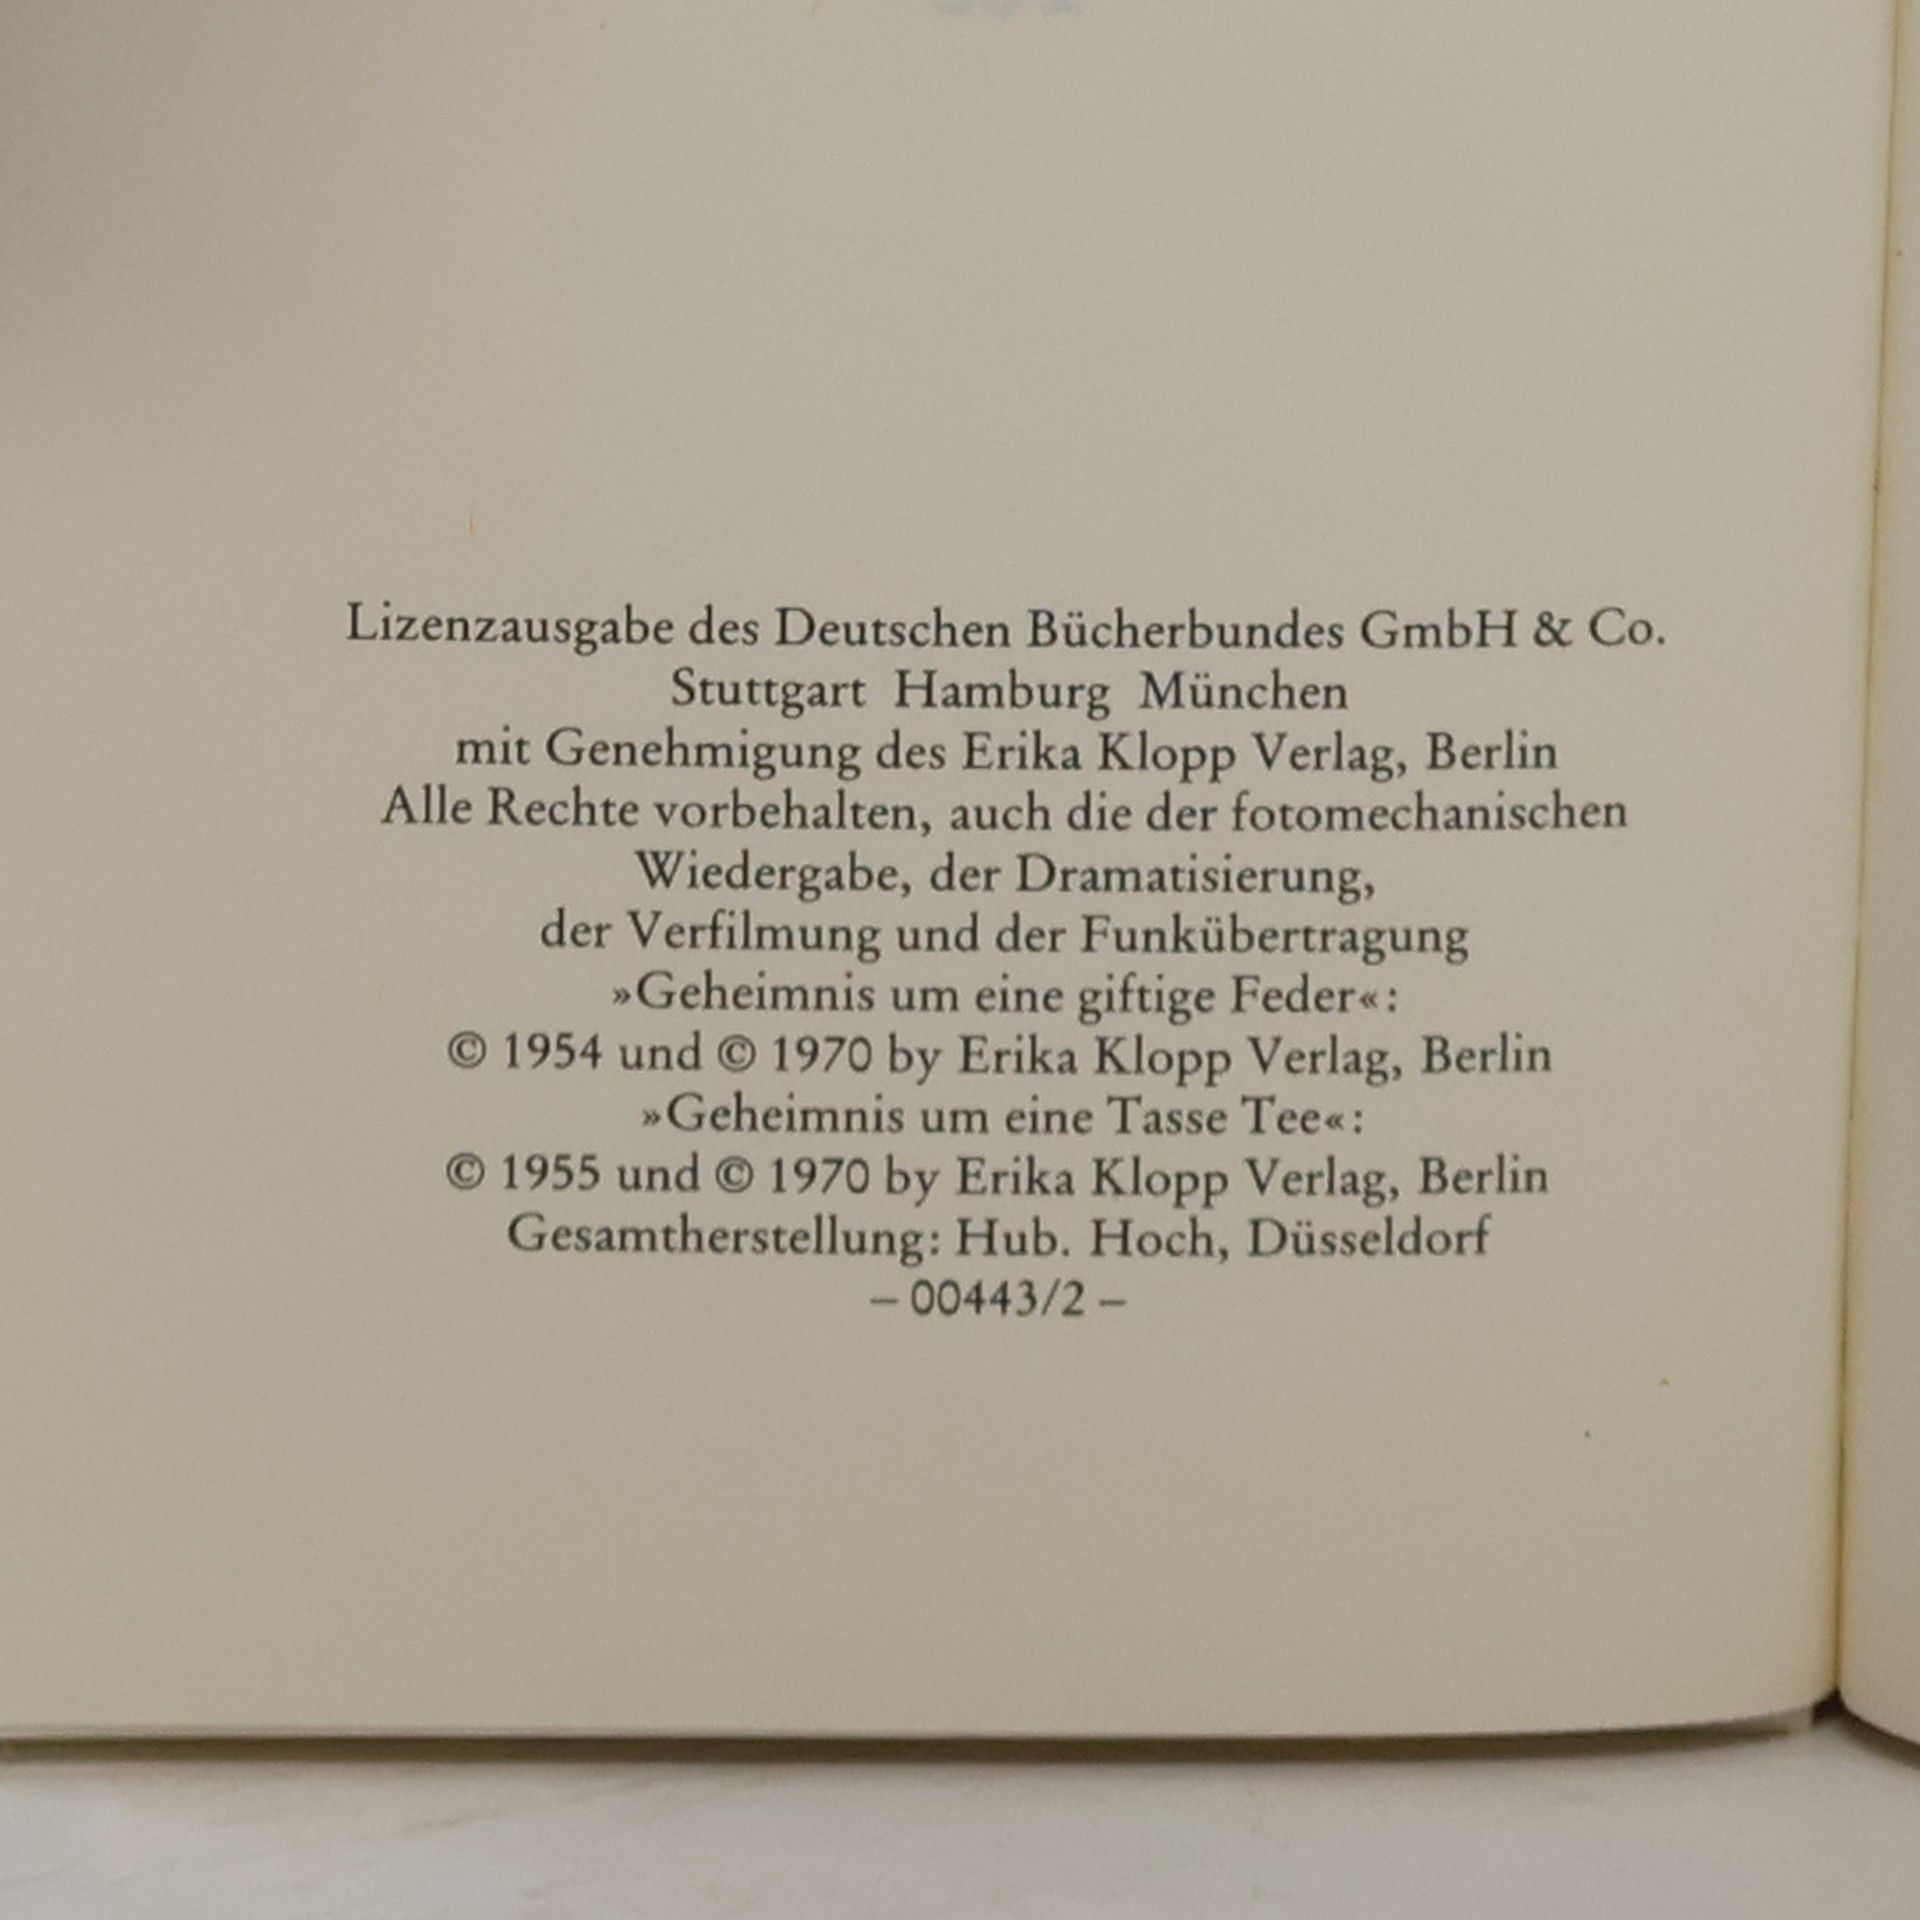 Lizenzausgabe des Deutschen Bücherbundes GmbH & Co.
Stuttgart Hamburg München
mit Genehmigung des Erika Klopp Verlag, Berlin
Alle Rechte vorbehalten, auch die der fotomechanischen
Wiedergabe, der Dramatisierung,
der Verfilmung und der Funkübertragung
»Geheimnis um eine giftige Feder«:
© 1954 und © 1970 by Erika Klopp Verlag, Berlin
»Geheimnis um eine Tasse Tee«:
© 1955 und © 1970 by Erika Klopp Verlag, Berlin
Gesamtherstellung: Hub. Hoch, Düsseldorf
– 00443/2 –